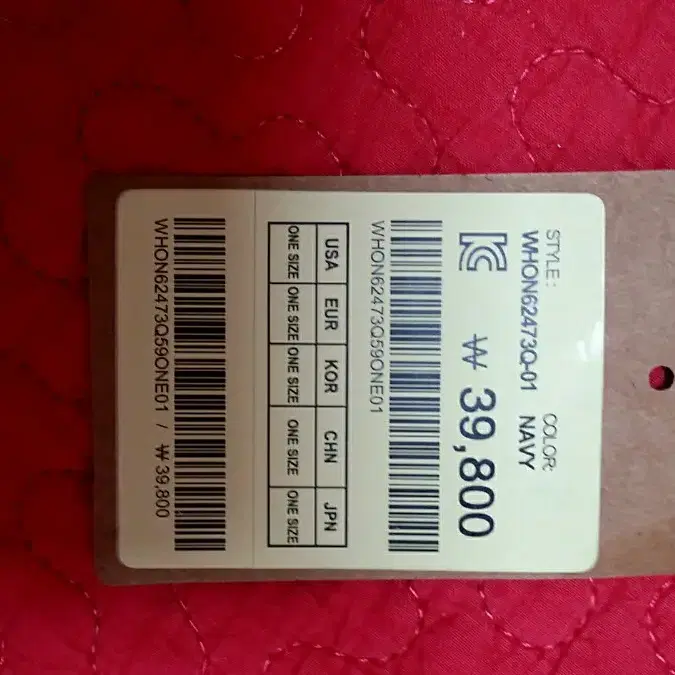 STYLE : COLOR:
WHON62473Q-01 NAVY
₩ 39,800
WHON62473Q59ONE01
USA EUR KOR CHN JPN
ONE SIZE ONE SIZE ONE SIZE ONE SIZE ONE SIZE
WHON62473Q59ONE01 / ₩ 39,800